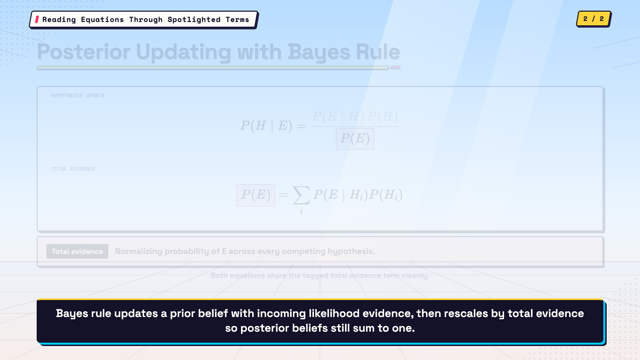 Reading Equations Through Spotlighted Terms
2 / 2
Posterior Updating with Bayes Rule
HYPOTHESIS UPDATE
P(H | E) = P(E | H) P(H) / P(E)
TOTAL EVIDENCE
P(E) = ∑_i P(E | H_i)P(H_i)
Total evidence Normalizing probability of E across every competing hypothesis.
Both equations share the tagged total evidence term cleanly.
Bayes rule updates a prior belief with incoming likelihood evidence, then rescales by total evidence
so posterior beliefs still sum to one.